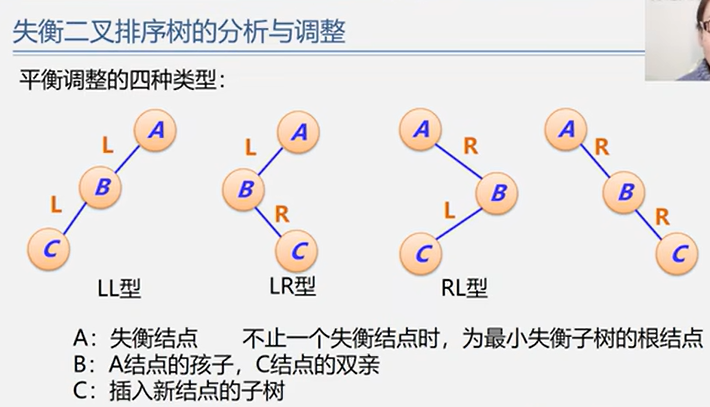 失衡二叉排序树的分析与调整
平衡调整的四种类型：
A
L
B
L
C
LL型
A
L
B
R
C
LR型
A
R
B
L
C
RL型
A
R
B
R
C
A：失衡结点 不止一个失衡结点时，为最小失衡子树的根结点
B：A结点的孩子，C结点的双亲
C：插入新结点的子树